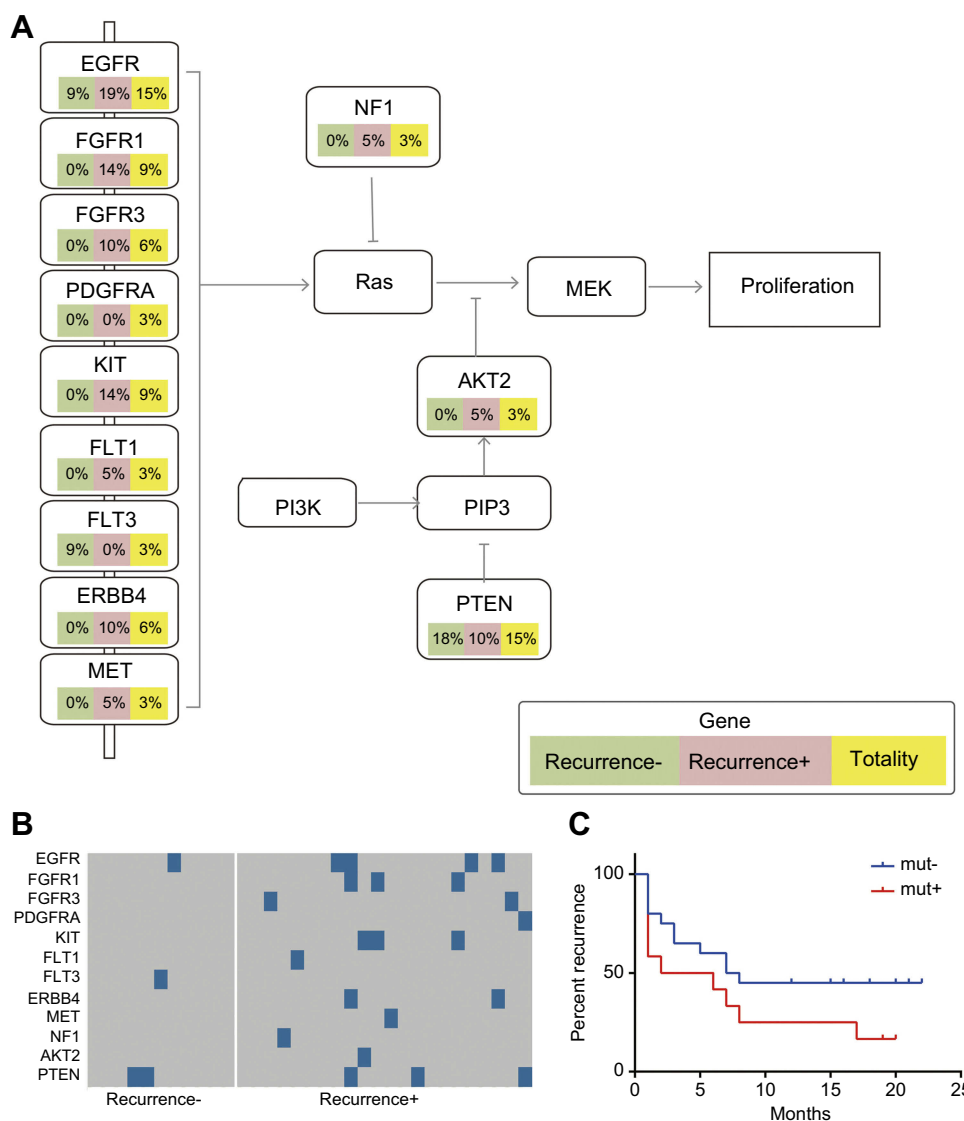 A
EGFR
9% 19% 15%
FGFR1
0% 14% 9%
FGFR3
0% 10% 6%
PDGFRA
0% 0% 3%
KIT
0% 14% 9%
FLT1
0% 5% 3%
FLT3
9% 0% 3%
ERBB4
0% 10% 6%
MET
0% 5% 3%
NF1
0% 5% 3%
Ras
MEK
Proliferation
AKT2
0% 5% 3%
PI3K
PIP3
PTEN
18% 10% 15%
Gene
Recurrence- Recurrence+ Totality
B
EGFR
FGFR1
FGFR3
PDGFRA
KIT
FLT1
FLT3
ERBB4
MET
NF1
AKT2
PTEN
Recurrence- Recurrence+
C
mut-
mut+
Percent recurrence
100
50
0
0 5 10 15 20 25
Months